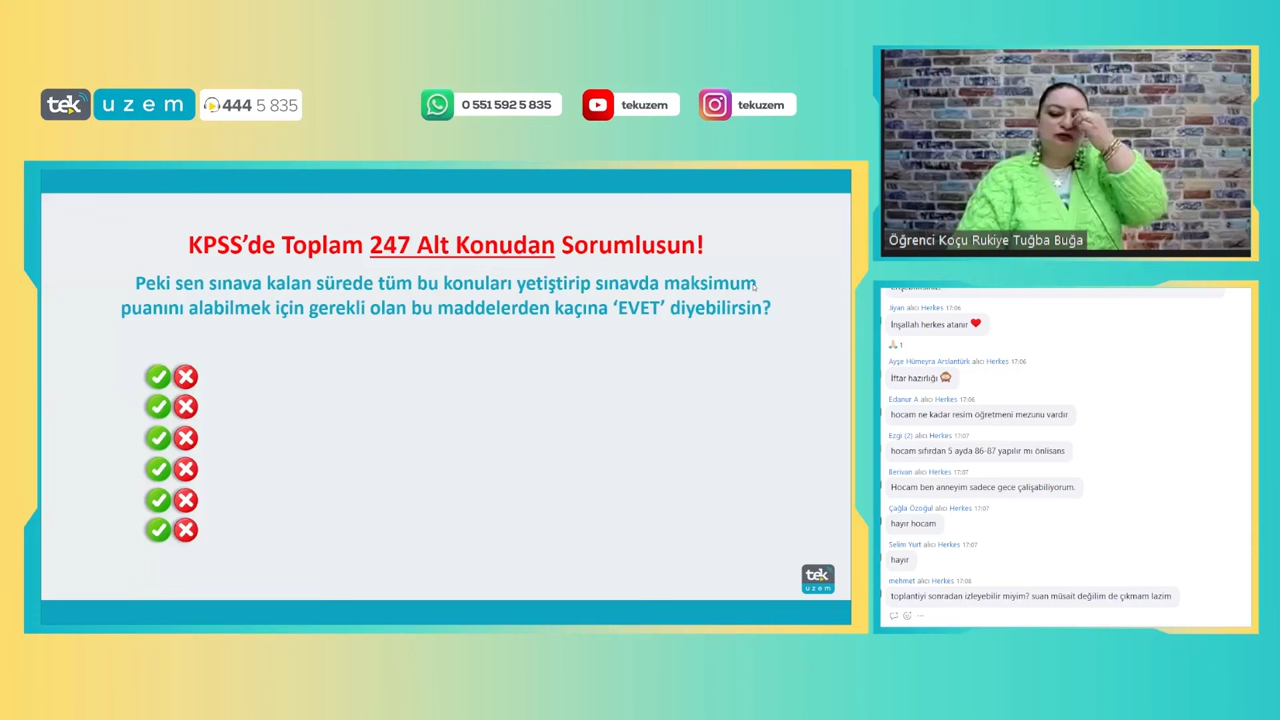 tek uzem 444 5 835
0 551 592 5 835
tekuzem
tekuzem
KPSS’de Toplam 247 Alt Konudan Sorumlusun!
Peki sen sınava kalan sürede tüm bu konuları yetiştirip sınavda maksimum
puanını alabilmek için gerekli olan bu maddelerden kaçına ‘EVET’ diyebilirsin?
tek
uzem
Öğrenci Koçu Rukiye Tuğba Buğa
Jiyan alıcı Herkes 17:06
İnşallah herkes atanır ❤
🙏 1
Ayşe Hümeyra Arslantürk alıcı Herkes 17:06
İftar hazırlığı 🙊
Edanur A alıcı Herkes 17:06
hocam ne kadar resim öğretmeni mezunu vardır
Ezgi (2) alıcı Herkes 17:07
hocam sıfırdan 5 ayda 86-87 yapılır mı önlisans
Berivan alıcı Herkes 17:07
Hocam ben anneyim sadece gece çalışabiliyorum.
Çağla Özoğul alıcı Herkes 17:07
hayır hocam
Selim Yurt alıcı Herkes 17:07
hayır
mehmet alıcı Herkes 17:08
toplantiyi sonradan izleyebilir miyim? suan müsait değilim de çıkmam lazim